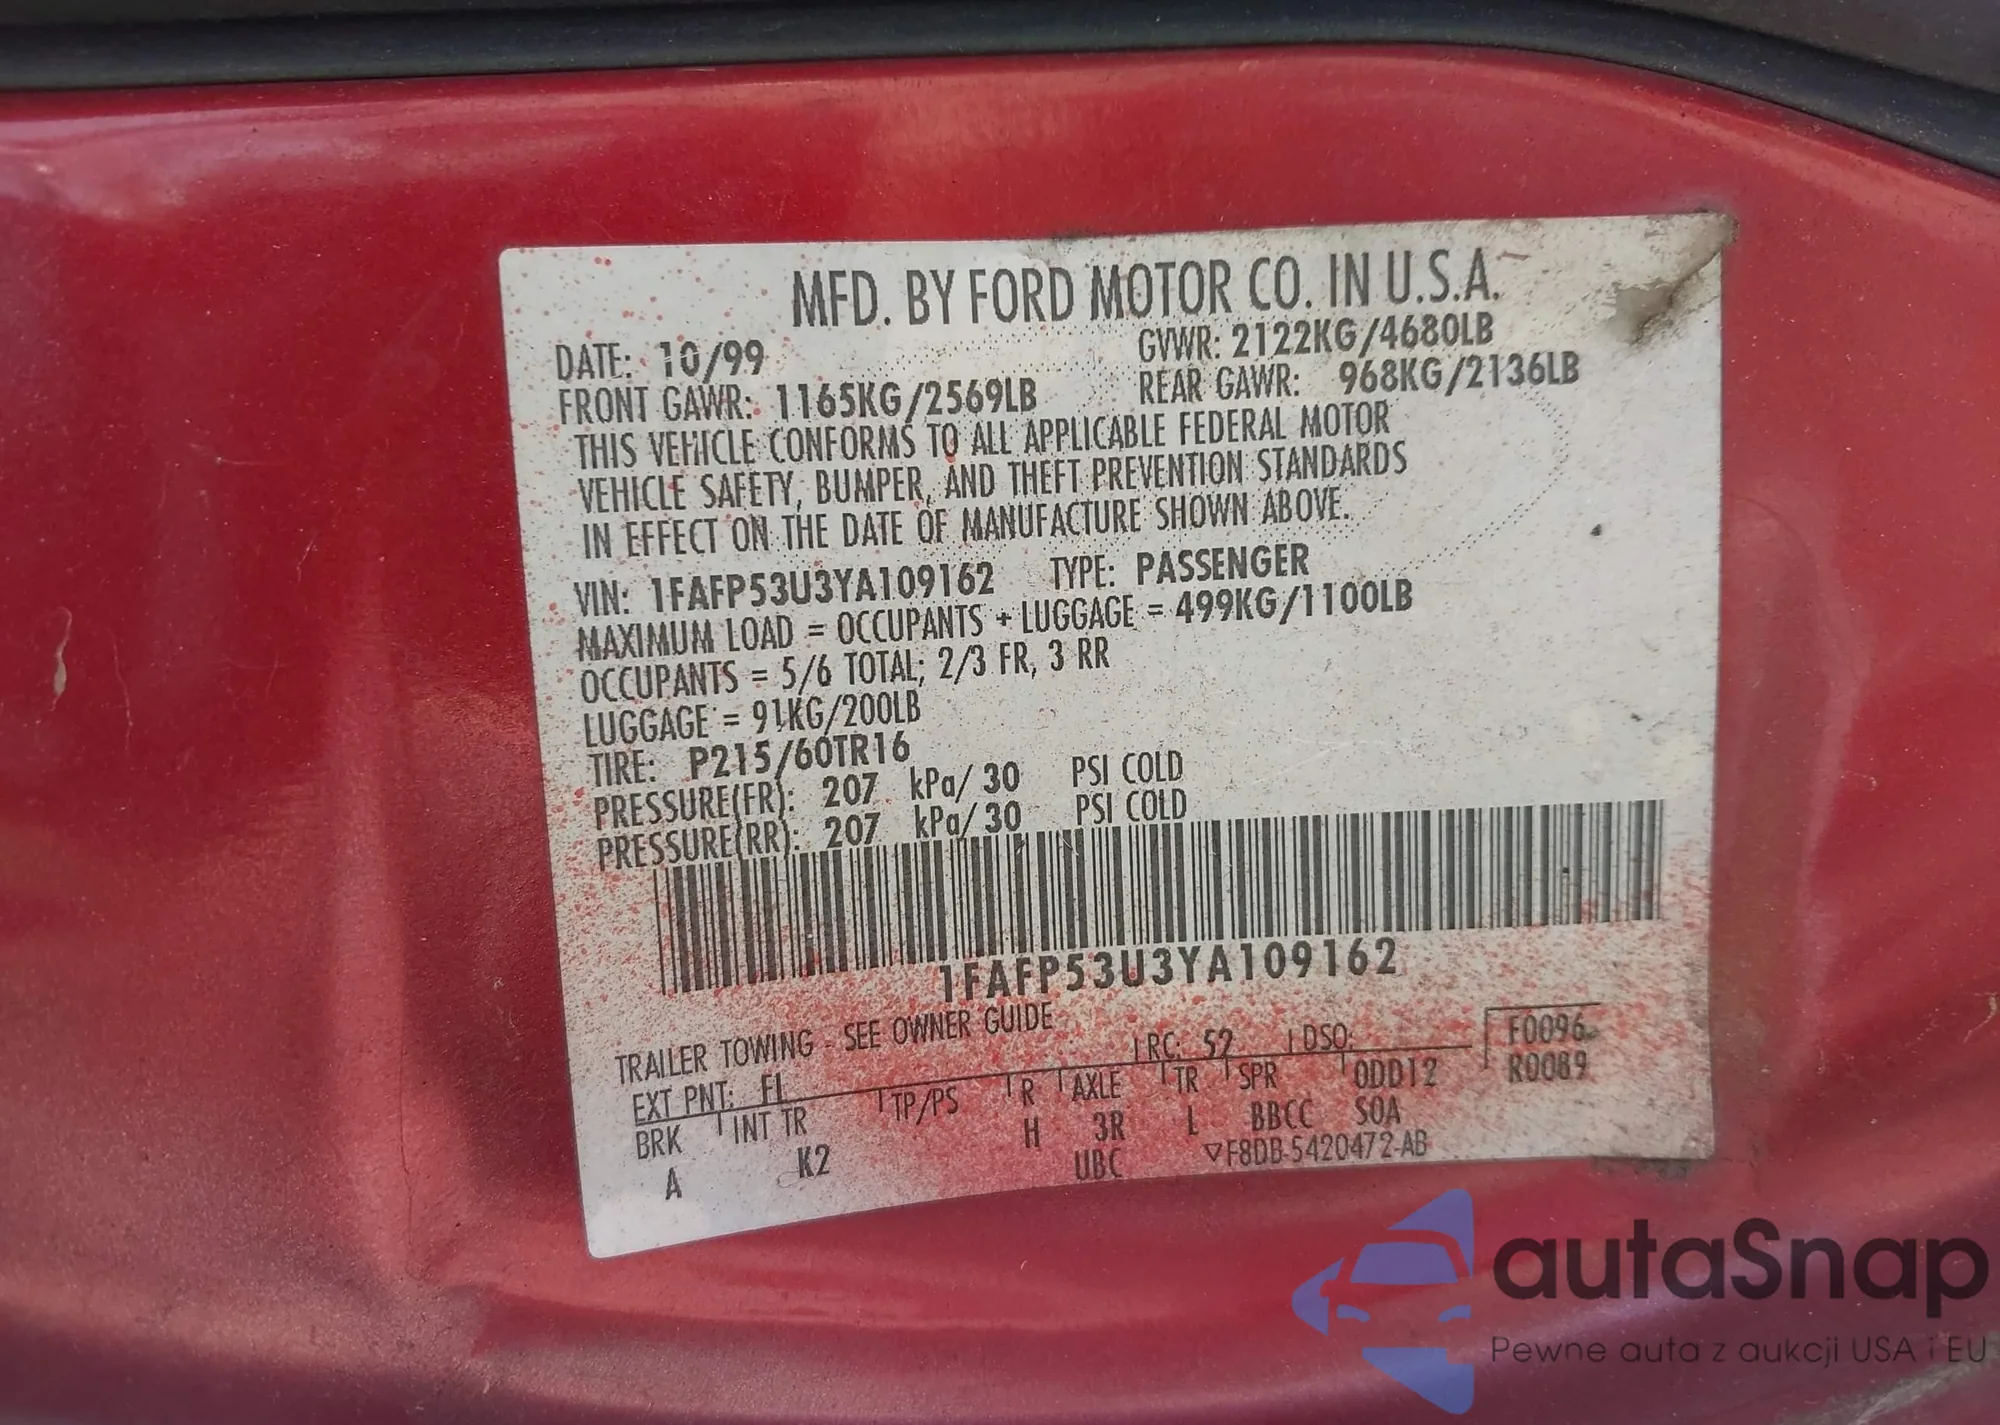 MFD. BY FORD MOTOR CO. IN U.S.A.
DATE: 10/99 GVWR: 2122KG/4680LB
FRONT GAWR: 1165KG/2569LB REAR GAWR: 968KG/2136LB
THIS VEHICLE CONFORMS TO ALL APPLICABLE FEDERAL MOTOR
VEHICLE SAFETY, BUMPER, AND THEFT PREVENTION STANDARDS
IN EFFECT ON THE DATE OF MANUFACTURE SHOWN ABOVE.
VIN: 1FAFP53U3YA109162 TYPE: PASSENGER
MAXIMUM LOAD = OCCUPANTS + LUGGAGE = 499KG/1100LB
OCCUPANTS = 5/6 TOTAL; 2/3 FR, 3 RR
LUGGAGE = 91KG/200LB
TIRE: P215/60TR16
PRESSURE(FR): 207 kPa/ 30 PSI COLD
PRESSURE(RR): 207 kPa/ 30 PSI COLD
1FAFP53U3YA109162
TRAILER TOWING - SEE OWNER GUIDE
EXT PNT: FL RC: 52 DSO: F0096
BRK INT TR TP/PS R AXLE TR SPR ODD12 R0089
A K2 H 3R L BBCC SOA
UBC ▽F8DB-5420472-AB
autaSnap
Pewne auta z aukcji USA i EU